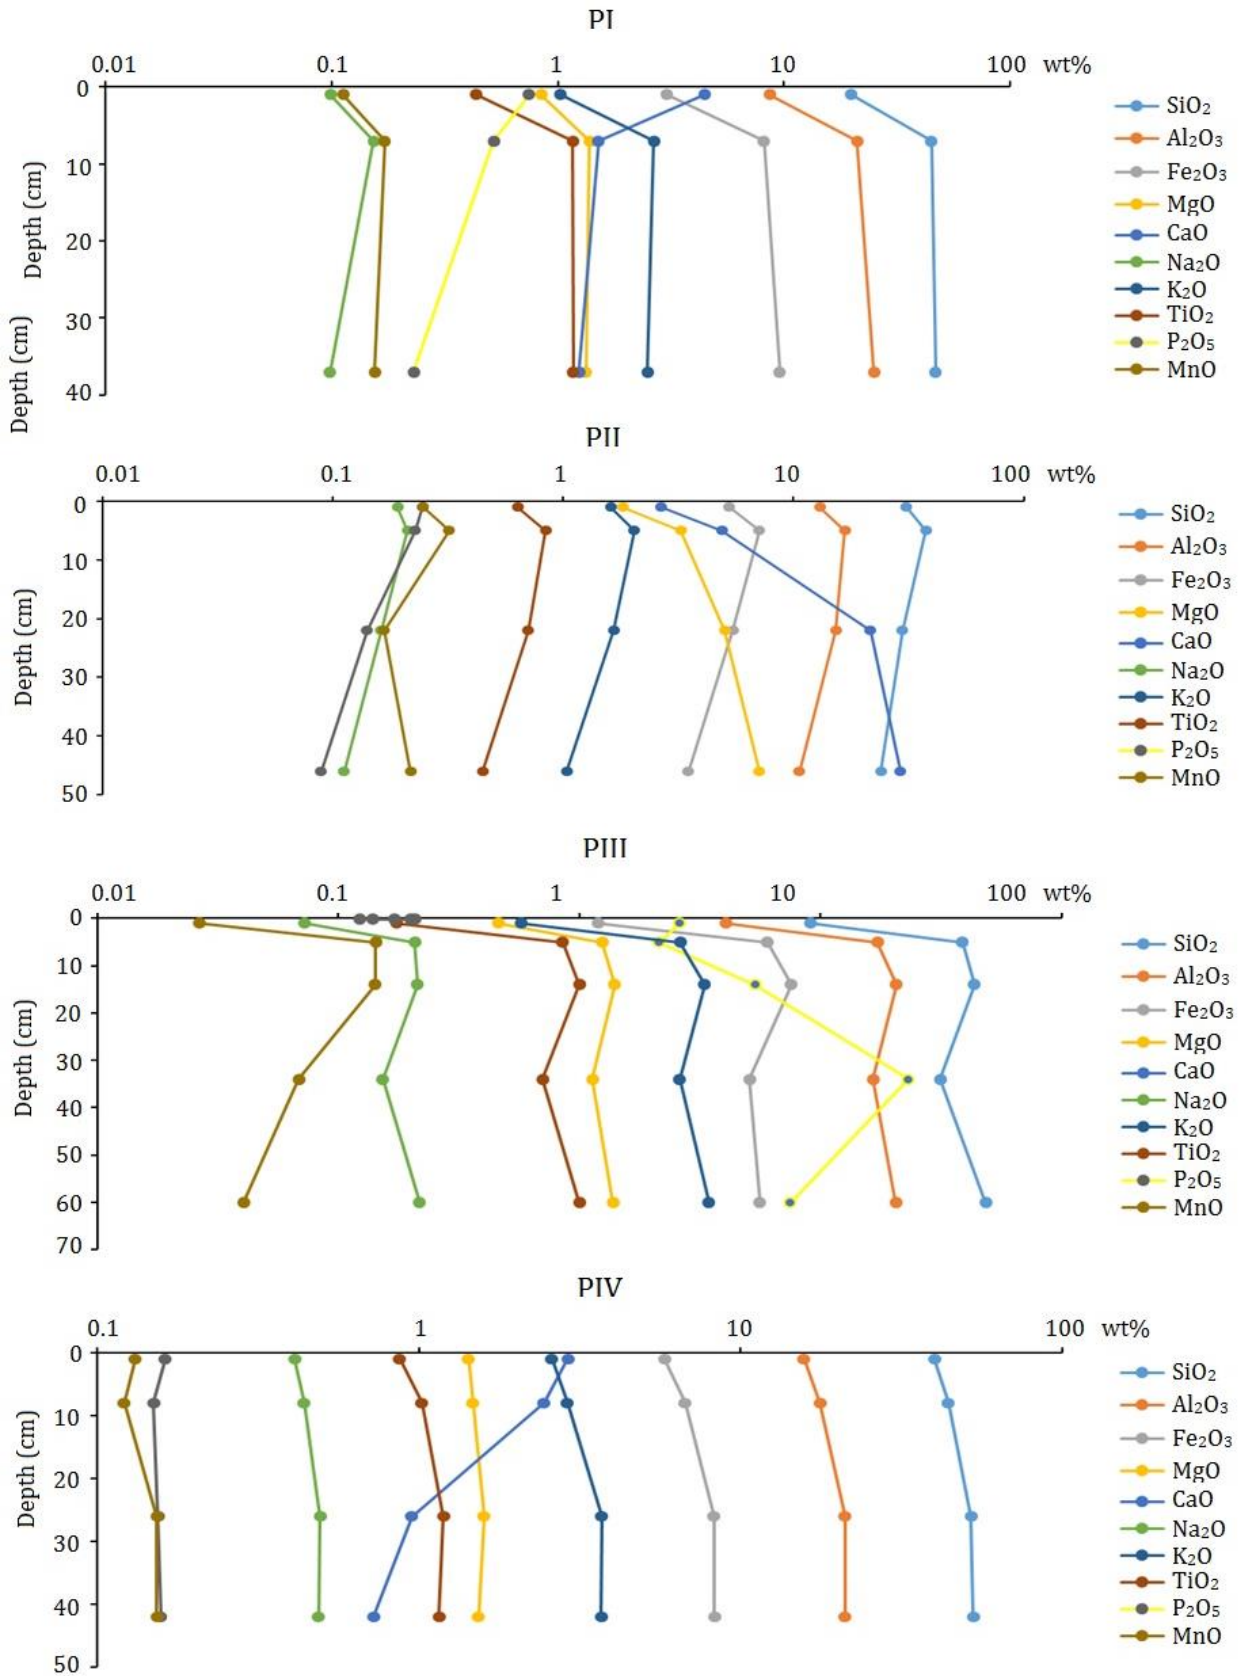 PI
0.01 0.1 1 10 100 wt%
0
10
20
30
40
Depth (cm)
Depth (cm)
SiO₂
Al₂O₃
Fe₂O₃
MgO
CaO
Na₂O
K₂O
TiO₂
P₂O₅
MnO
PII
0.01 0.1 1 10 100 wt%
0
10
20
30
40
50
Depth (cm)
SiO₂
Al₂O₃
Fe₂O₃
MgO
CaO
Na₂O
K₂O
TiO₂
P₂O₅
MnO
PIII
0.01 0.1 1 10 100 wt%
0
10
20
30
40
50
60
70
Depth (cm)
SiO₂
Al₂O₃
Fe₂O₃
MgO
CaO
Na₂O
K₂O
TiO₂
P₂O₅
MnO
PIV
0.1 1 10 100 wt%
0
10
20
30
40
50
Depth (cm)
SiO₂
Al₂O₃
Fe₂O₃
MgO
CaO
Na₂O
K₂O
TiO₂
P₂O₅
MnO